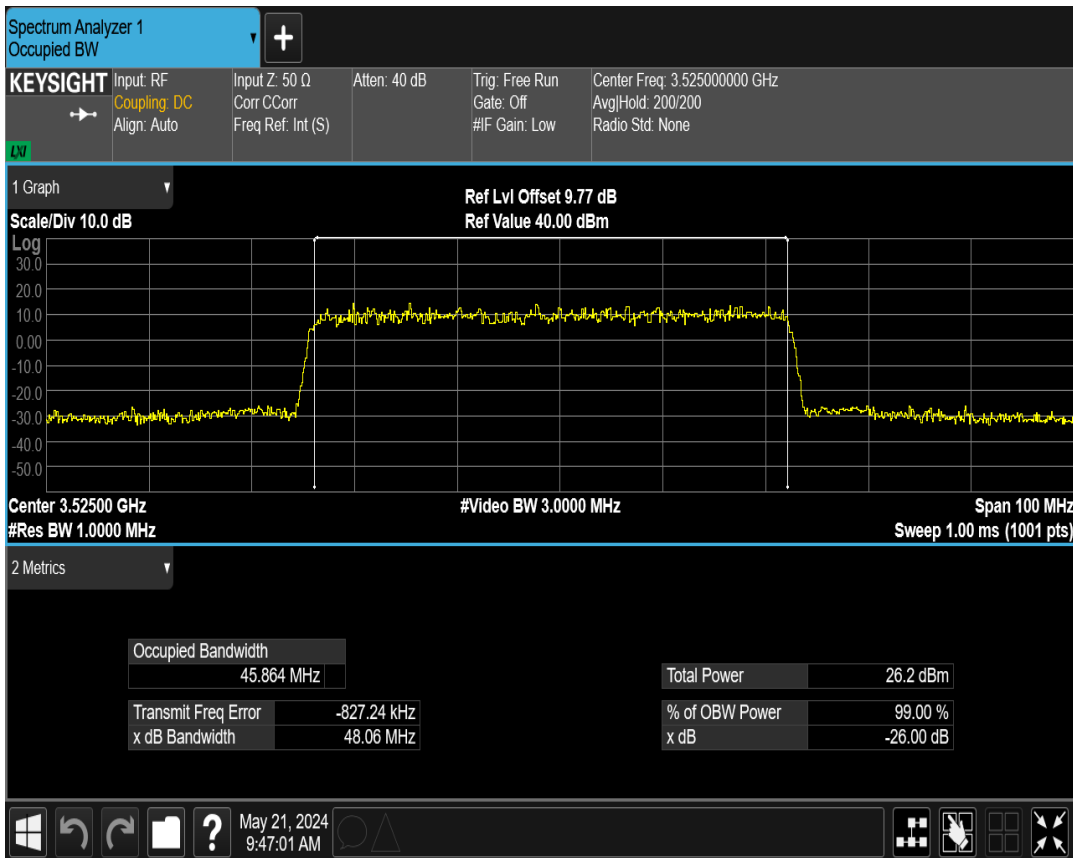 Spectrum Analyzer 1
Occupied BW
KEYSIGHT
LXI
Input: RF
Coupling: DC
Align: Auto
Input Z: 50 Ω
Corr CCorr
Freq Ref: Int (S)
Atten: 40 dB
Trig: Free Run
Gate: Off
#IF Gain: Low
Center Freq: 3.525000000 GHz
Avg|Hold: 200/200
Radio Std: None
1 Graph
Scale/Div 10.0 dB
Ref Lvl Offset 9.77 dB
Ref Value 40.00 dBm
Log
30.0
20.0
10.0
0.00
-10.0
-20.0
-30.0
-40.0
-50.0
Center 3.52500 GHz
#Res BW 1.0000 MHz
#Video BW 3.0000 MHz
Span 100 MHz
Sweep 1.00 ms (1001 pts)
2 Metrics
Occupied Bandwidth
45.864 MHz
Transmit Freq Error -827.24 kHz
x dB Bandwidth 48.06 MHz
Total Power 26.2 dBm
% of OBW Power 99.00 %
x dB -26.00 dB
?
May 21, 2024
9:47:01 AM